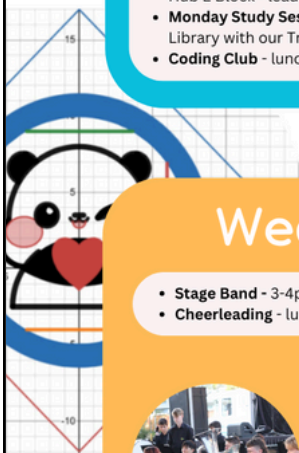 Monday Study Ses
Library with our Tr
Coding Club - lunc
15
5
Wee
Stage Band - 3-4p
Cheerleading - lu
-10